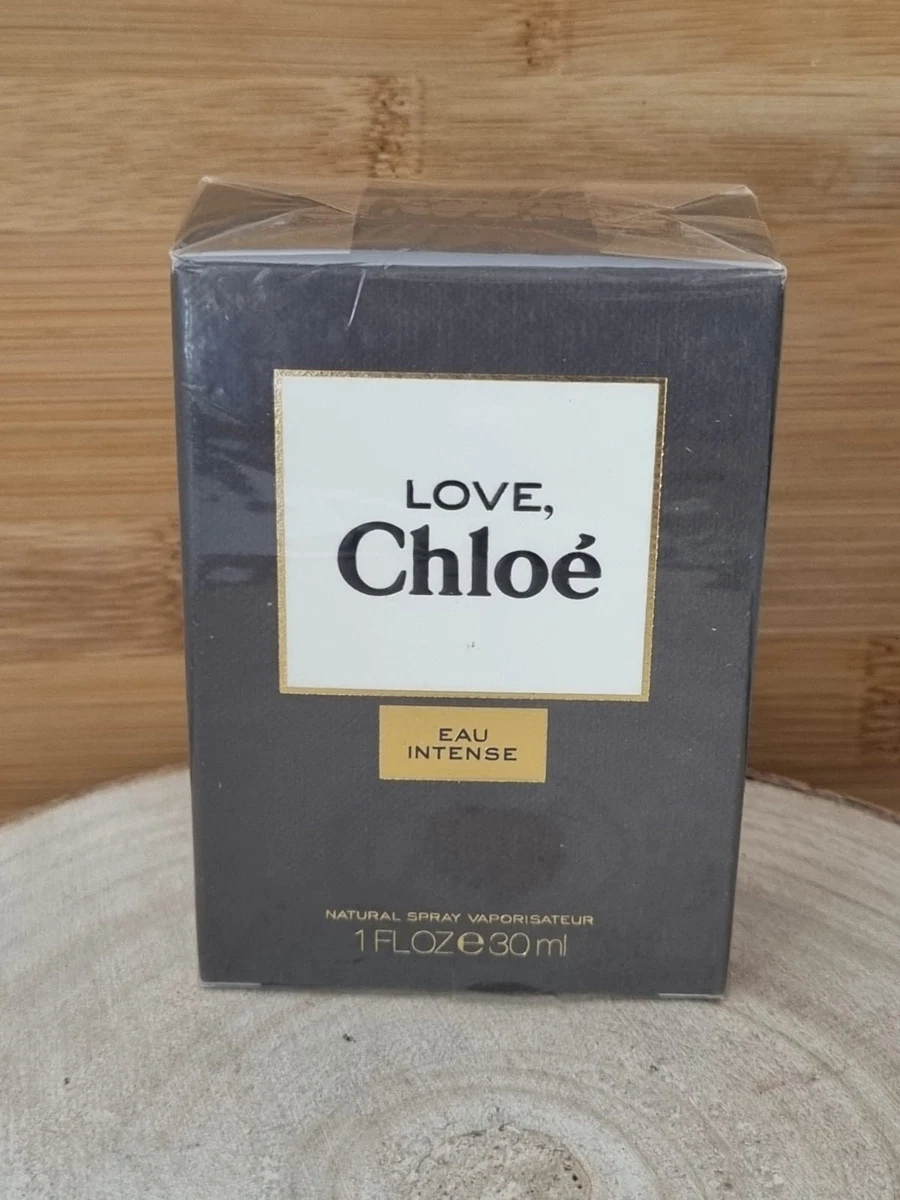 LOVE,
Chloé
EAU
INTENSE
NATURAL SPRAY VAPORISATEUR
1 FL OZ ℮ 30 ml